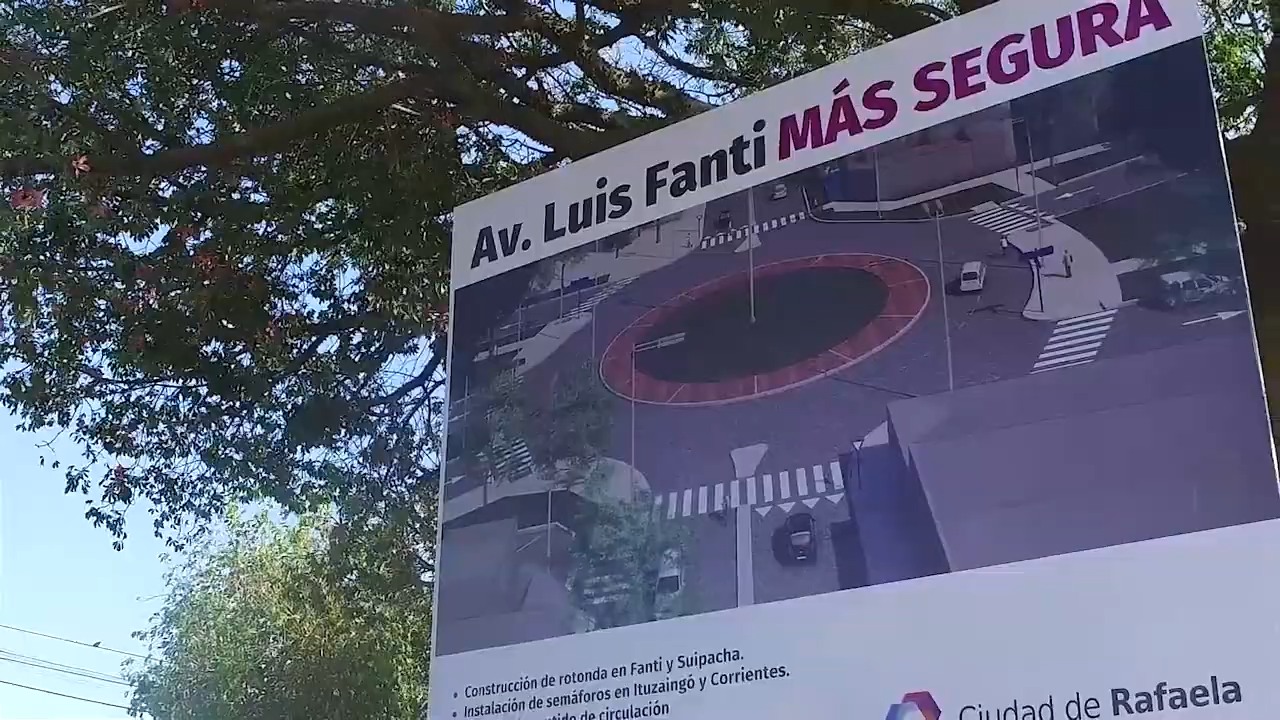 Av. Luis Fanti MÁS SEGURA
• Construcción de rotonda en Fanti y Suipacha.
• Instalación de semáforos en Ituzaingó y Corrientes.
de circulación
Ciudad de Rafaela